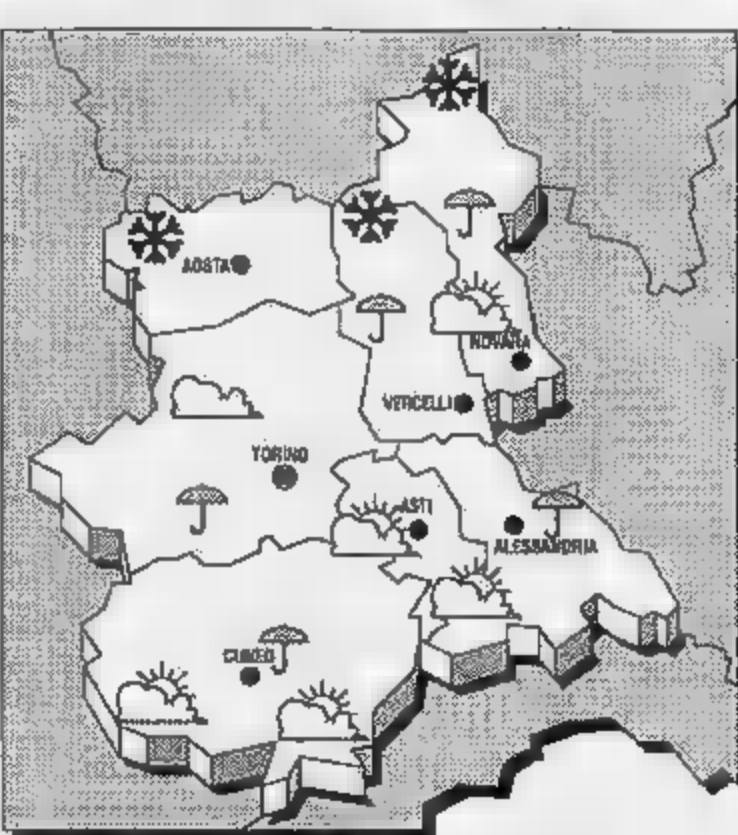 AOSTA
NOVARA
VERCELLI
TORINO
ASTI
ALESSANDRIA
CUNEO